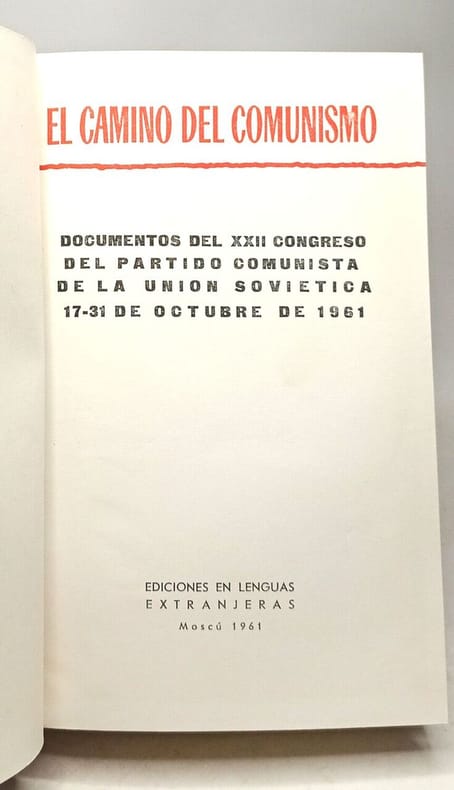 EL CAMINO DEL COMUNISMO
DOCUMENTOS DEL XXII CONGRESO
DEL PARTIDO COMUNISTA
DE LA UNION SOVIETICA
17-31 DE OCTUBRE DE 1961
EDICIONES EN LENGUAS
EXTRANJERAS
Moscú 1961